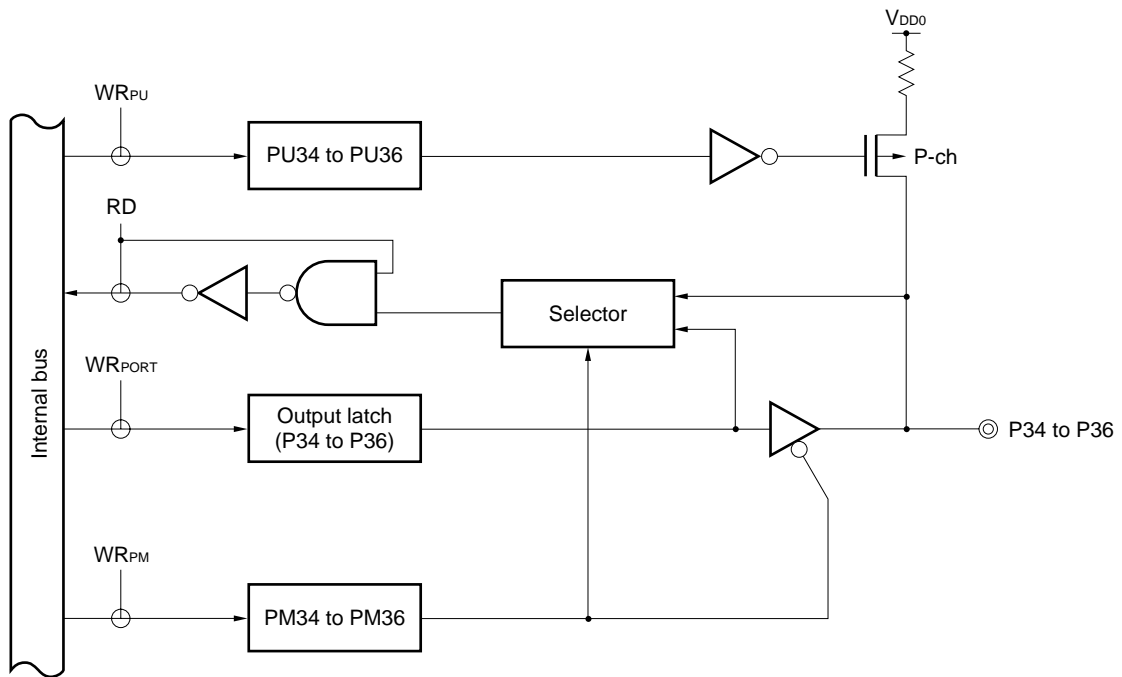 VDD0
WRPU
PU34 to PU36
P-ch
RD
Selector
WRPORT
Internal bus
Output latch
(P34 to P36)
P34 to P36
WRPM
PM34 to PM36